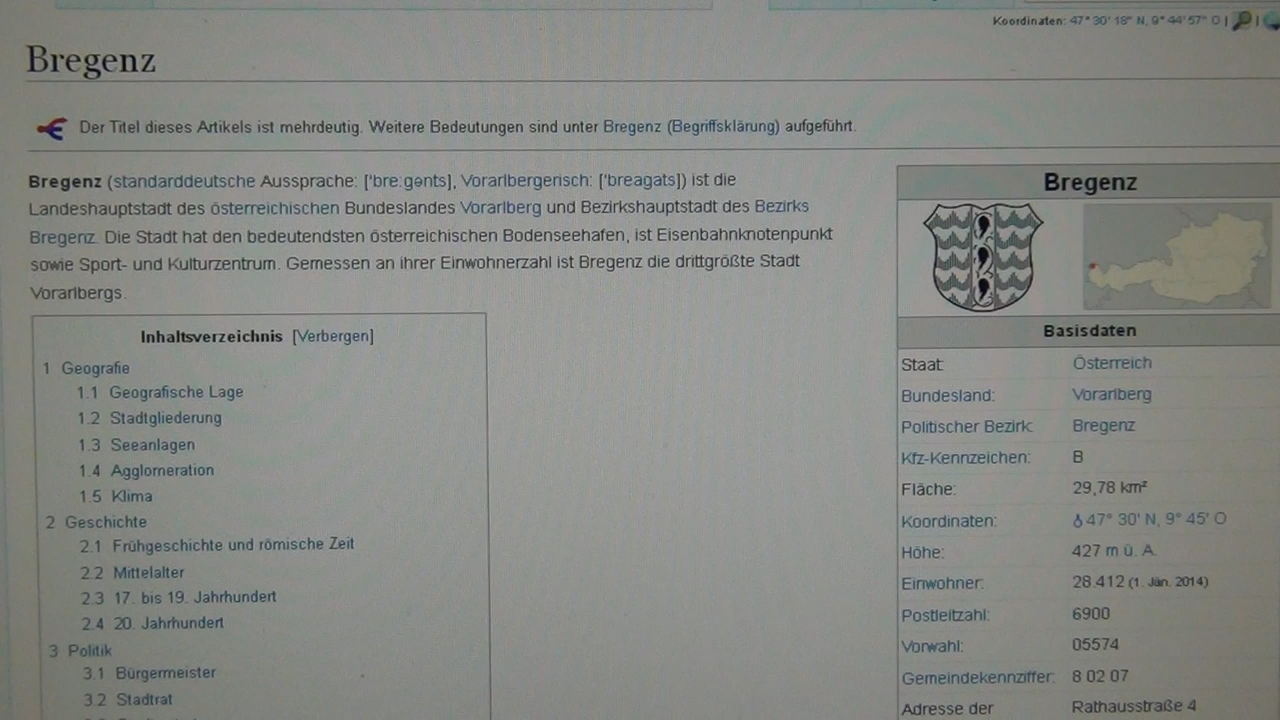 Koordinaten: 47° 30′ 18″ N, 9° 44′ 57″ O |
Bregenz
Der Titel dieses Artikels ist mehrdeutig. Weitere Bedeutungen sind unter Bregenz (Begriffsklärung) aufgeführt.
Bregenz (standarddeutsche Aussprache: ['bre:gənts], Vorarlbergerisch: ['breagats]) ist die
Landeshauptstadt des österreichischen Bundeslandes Vorarlberg und Bezirkshauptstadt des Bezirks
Bregenz. Die Stadt hat den bedeutendsten österreichischen Bodenseehafen, ist Eisenbahnknotenpunkt
sowie Sport- und Kulturzentrum. Gemessen an ihrer Einwohnerzahl ist Bregenz die drittgrößte Stadt
Vorarlbergs.
Inhaltsverzeichnis [Verbergen]
1 Geografie
1.1 Geografische Lage
1.2 Stadtgliederung
1.3 Seeanlagen
1.4 Agglomeration
1.5 Klima
2 Geschichte
2.1 Frühgeschichte und römische Zeit
2.2 Mittelalter
2.3 17. bis 19. Jahrhundert
2.4 20. Jahrhundert
3 Politik
3.1 Bürgermeister
3.2 Stadtrat
Bregenz
Basisdaten
Staat: Österreich
Bundesland: Vorarlberg
Politischer Bezirk: Bregenz
Kfz-Kennzeichen: B
Fläche: 29,78 km²
Koordinaten: 47° 30′ N, 9° 45′ O
Höhe: 427 m ü. A.
Einwohner: 28 412 (1. Jän. 2014)
Postleitzahl: 6900
Vorwahl: 05574
Gemeindekennziffer: 8 02 07
Adresse der Rathausstraße 4